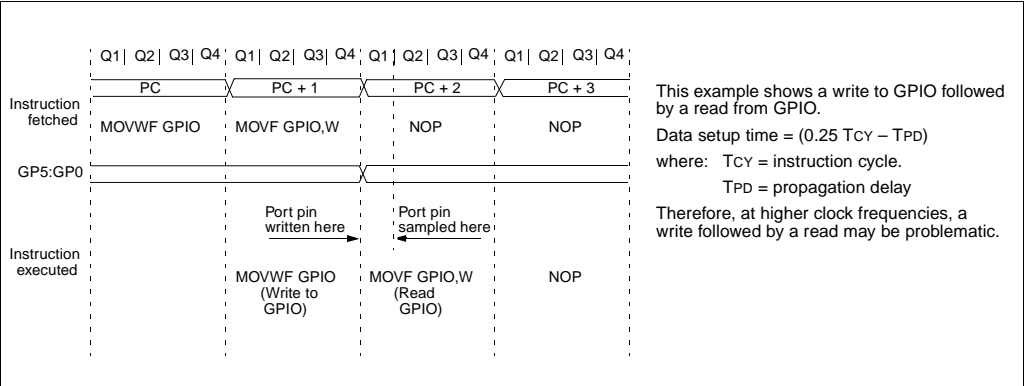 Q1| Q2| Q3| Q4 Q1| Q2| Q3| Q4 Q1| Q2| Q3| Q4 Q1| Q2| Q3| Q4
PC PC + 1 PC + 2 PC + 3
Instruction
fetched
MOVWF GPIO MOVF GPIO,W NOP NOP
GP5:GP0
Port pin
written here
Port pin
sampled here
Instruction
executed
MOVWF GPIO
(Write to
GPIO)
MOVF GPIO,W
(Read
GPIO)
NOP
This example shows a write to GPIO followed
by a read from GPIO.
Data setup time = (0.25 TCY – TPD)
where: TCY = instruction cycle.
TPD = propagation delay
Therefore, at higher clock frequencies, a
write followed by a read may be problematic.